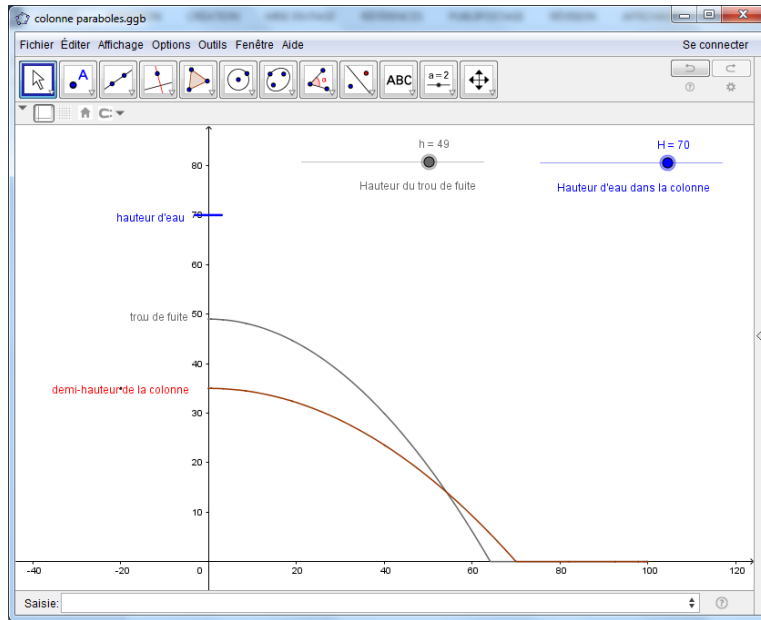 colonne paraboles.ggb
Fichier Éditer Affichage Options Outils Fenêtre Aide Se connecter
A ABC a=2
h = 49 H = 70
Hauteur du trou de fuite Hauteur d'eau dans la colonne
80
hauteur d'eau 70
60
trou de fuite 50
40
demi-hauteur de la colonne
30
20
10
-40 -20 0 20 40 60 80 100 120
Saisie: